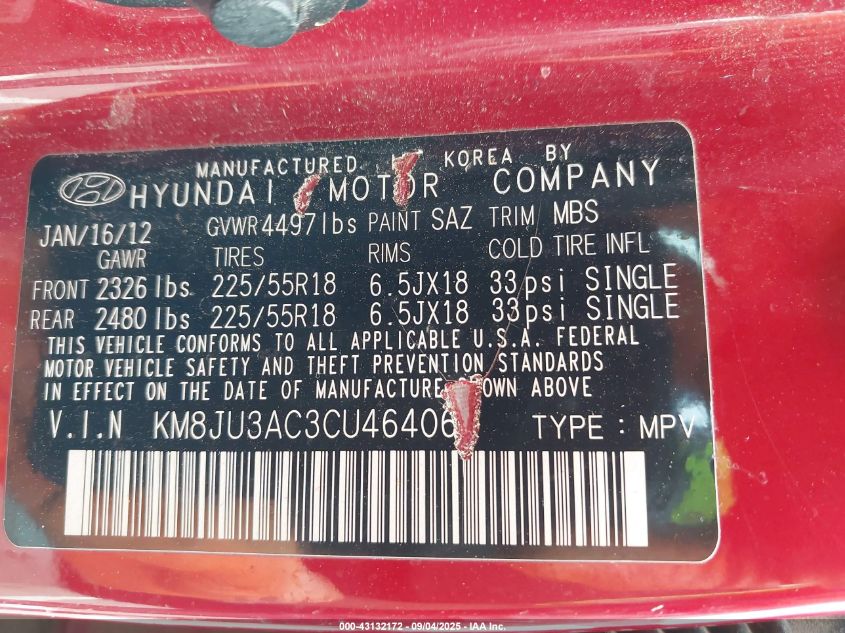 MANUFACTURED KOREA BY
HYUNDAI MOTOR COMPANY
JAN/16/12 GVWR4497lbs PAINT SAZ TRIM MBS
GAWR TIRES RIMS COLD TIRE INFL
FRONT 2326 lbs 225/55R18 6.5JX18 33psi SINGLE
REAR 2480 lbs 225/55R18 6.5JX18 33psi SINGLE
THIS VEHICLE CONFORMS TO ALL APPLICABLE U.S.A. FEDERAL
MOTOR VEHICLE SAFETY AND THEFT PREVENTION STANDARDS
IN EFFECT ON THE DATE OF MANUFACTURE ABOVE
V.I.N TYPE : MPV
000-43132172 - 09/04/2025 - IAA Inc.